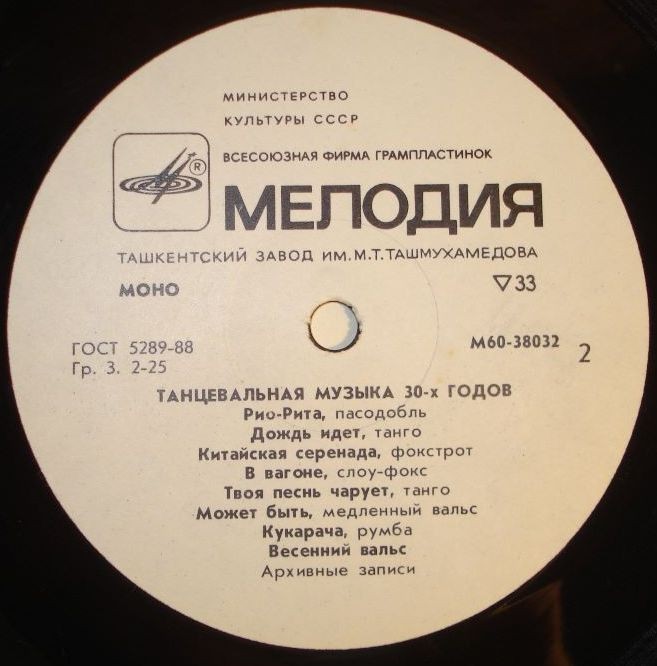 МИНИСТЕРСТВО
КУЛЬТУРЫ СССР
ВСЕСОЮЗНАЯ ФИРМА ГРАМПЛАСТИНОК
®
МЕЛОДИЯ
ТАШКЕНТСКИЙ ЗАВОД ИМ. М.Т. ТАШМУХАМЕДОВА
МОНО ▽33
ГОСТ 5289-88 М60-38032 2
Гр. 3. 2-25
ТАНЦЕВАЛЬНАЯ МУЗЫКА 30-х ГОДОВ
Рио-Рита, пасодобль
Дождь идет, танго
Китайская серенада, фокстрот
В вагоне, слоу-фокс
Твоя песнь чарует, танго
Может быть, медленный вальс
Кукарача, румба
Весенний вальс
Архивные записи